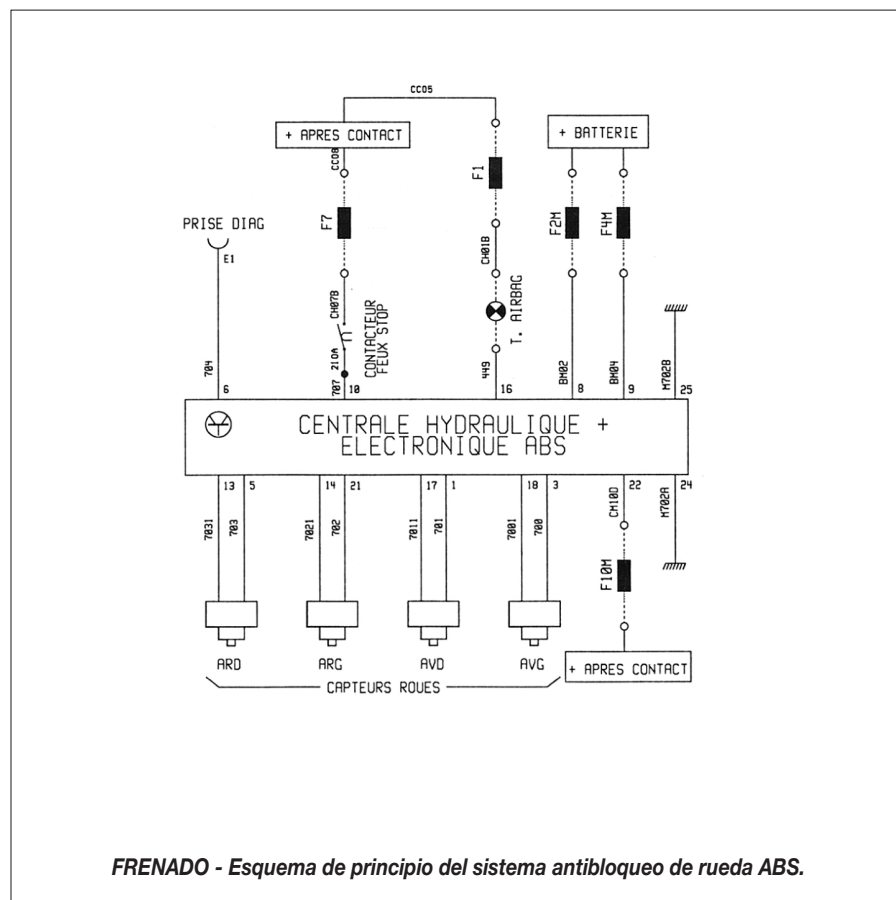 CC05
+ APRES CONTACT
+ BATTERIE
CC08
F1
F7
F2M
F4M
PRISE DIAG
E1
CH01B
CH07B
T. AIRBAG
CONTACTEUR
FEUX STOP
210A
704
707
449
BM02
BM04
M702B
6
10
16
8
9
25
CENTRALE HYDRAULIQUE +
ELECTRONIQUE ABS
13
5
14
21
17
1
18
3
22
24
7031
703
7021
702
7011
701
7001
700
CM10D
M702A
F10M
ARD
ARG
AVD
AVG
+ APRES CONTACT
CAPTEURS ROUES
FRENADO - Esquema de principio del sistema antibloqueo de rueda ABS.